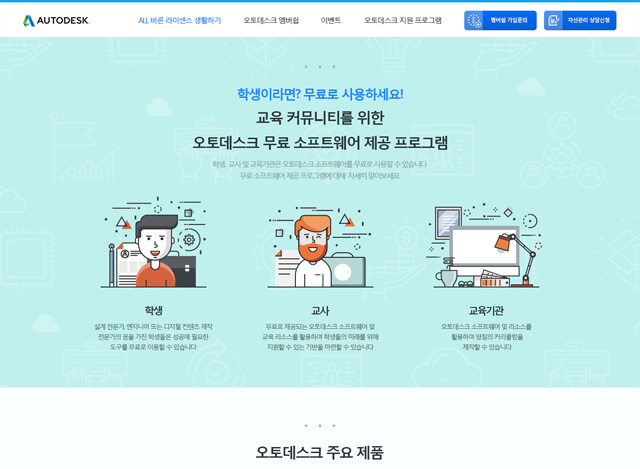 AUTODESK.
ALL 바른 라이센스 생활하기
오토데스크 멤버쉽
이벤트
오토데스크 지원 프로그램
멤버쉽 가입문의
자산관리 상담신청
학생이라면? 무료로 사용하세요!
교육 커뮤니티를 위한
오토데스크 무료 소프트웨어 제공 프로그램
학생, 교사 및 교육기관은 오토데스크 소프트웨어를 무료로 사용할 수 있습니다
무료 소프트웨어 제공 프로그램에 대해 자세히 알아보세요
학생
설계 전문가, 엔지니어 또는 디지털 컨텐츠 제작
전문가의 꿈을 가진 학생들은 성공에 필요한
도구를 무료로 이용할 수 있습니다
교사
무료로 제공되는 오토데스크 소프트웨어 및
교육 리소스를 활용하여 학생들의 미래를 위해
지원할 수 있는 기반을 마련할 수 있습니다
교육기관
오토데스크 소프트웨어 및 리소스를
활용하여 양질의 커리큘럼을
제작할 수 있습니다
오토데스크 주요 제품